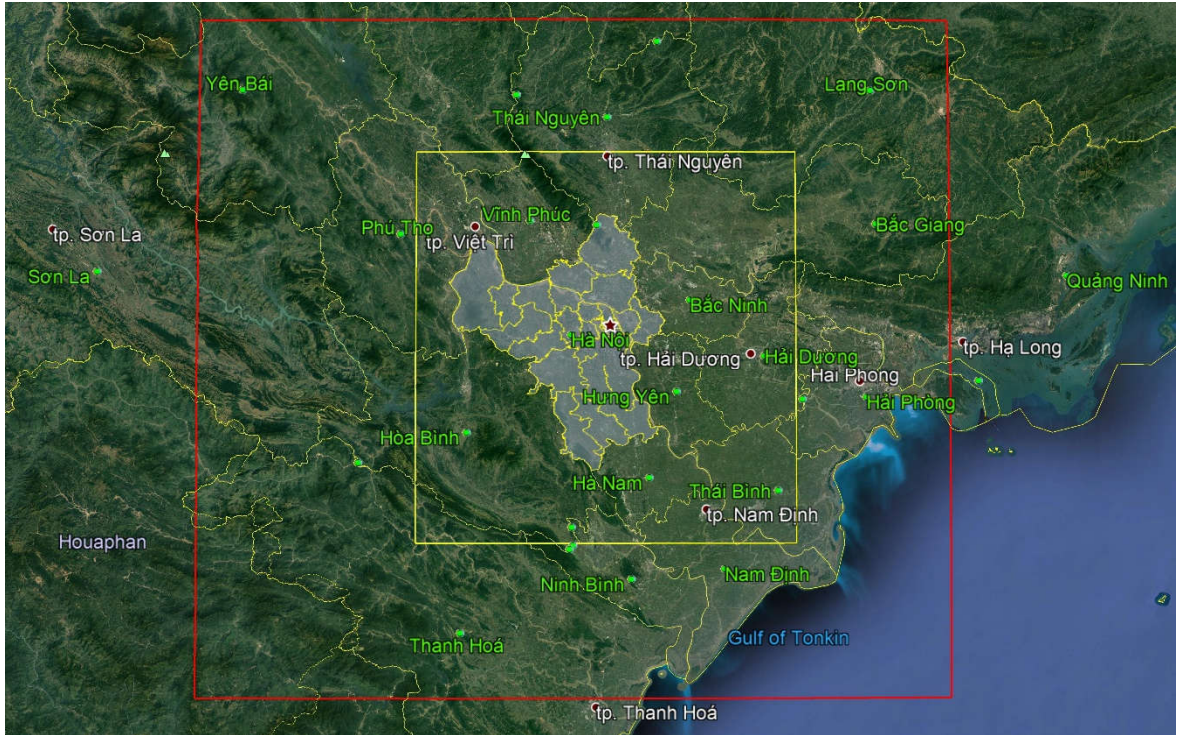 Yên Bái
Lạng Sơn
Thái Nguyên
tp. Thái Nguyên
Vĩnh Phúc
Phú Thọ
tp. Việt Trì
Bắc Giang
tp. Sơn La
Sơn La
Quảng Ninh
Bắc Ninh
Hà Nội
tp. Hải Dương
Hải Dương
tp. Hạ Long
Hai Phong
Hưng Yên
Hải Phòng
Hòa Bình
Hà Nam
Thái Bình
tp. Nam Định
Houaphan
Ninh Bình
Nam Định
Thanh Hoá
Gulf of Tonkin
tp. Thanh Hoá